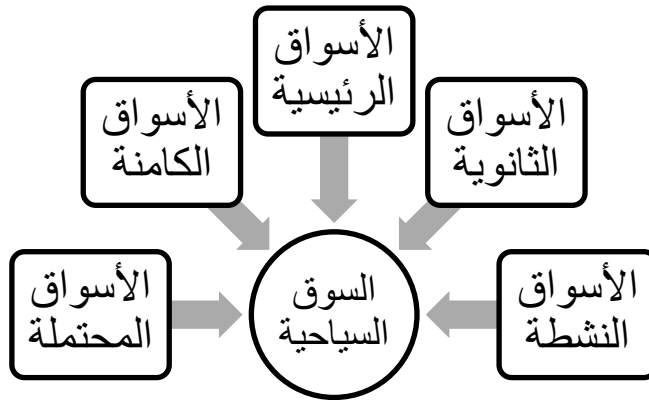 الأسواق
الرئيسية
الأسواق
الثانوية
الأسواق
الكامنة
الأسواق
النشطة
السوق
السياحية
الأسواق
المحتملة